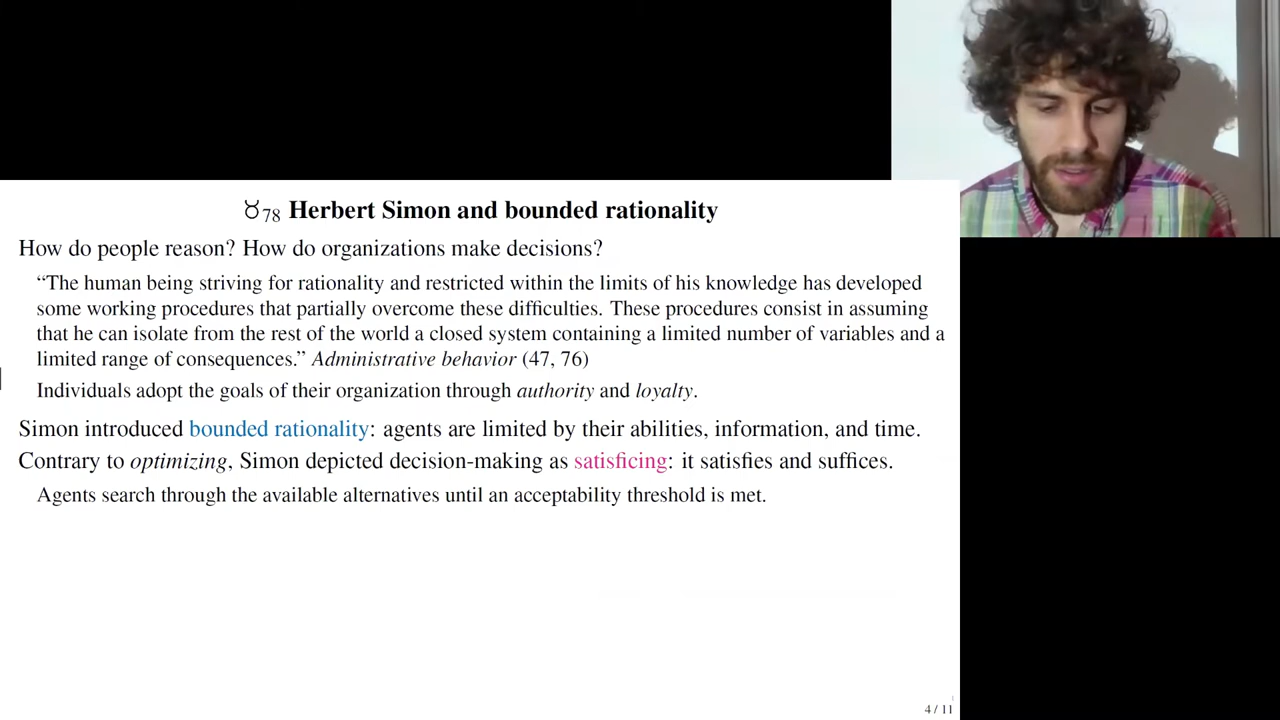 ♉78 Herbert Simon and bounded rationality
How do people reason? How do organizations make decisions?
“The human being striving for rationality and restricted within the limits of his knowledge has developed
some working procedures that partially overcome these difficulties. These procedures consist in assuming
that he can isolate from the rest of the world a closed system containing a limited number of variables and a
limited range of consequences.” Administrative behavior (47, 76)
Individuals adopt the goals of their organization through authority and loyalty.
Simon introduced bounded rationality: agents are limited by their abilities, information, and time.
Contrary to optimizing, Simon depicted decision-making as satisficing: it satisfies and suffices.
Agents search through the available alternatives until an acceptability threshold is met.
4 / 11